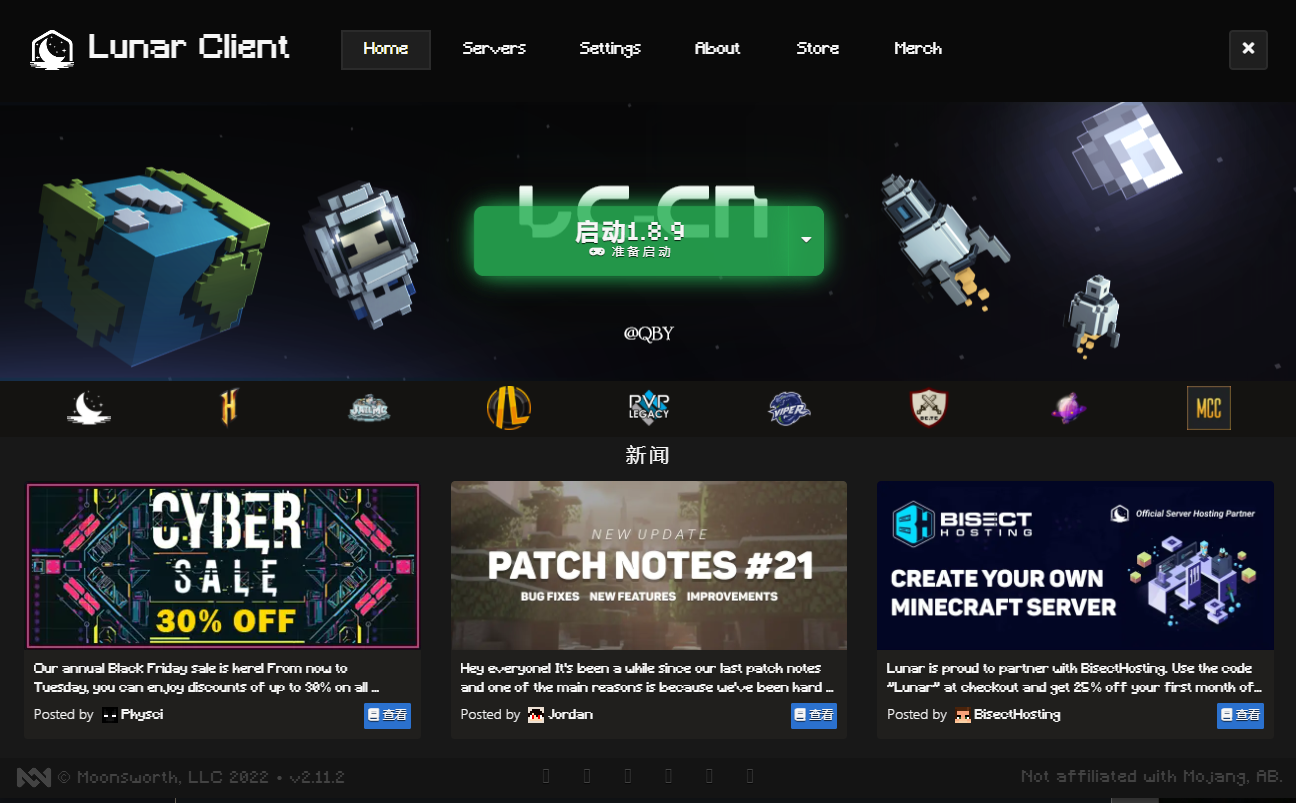 Lunar Client
Home
Servers
Settings
About
Store
Merch
LC-CN
启动1.8.9
准备启动
@QBY
JAILMC
PVP
LEGACY
VIPER
MCC
新闻
CYBER
SALE
30% OFF
NEW UPDATE
PATCH NOTES #21
BUG FIXES NEW FEATURES IMPROVEMENTS
BISECT
HOSTING
Official Server Hosting Partner
CREATE YOUR OWN
MINECRAFT SERVER
Our annual Black Friday sale is here! From now to
Tuesday, you can enjoy discounts of up to 30% on all ...
Posted by Physci
查看
Hey everyone! It's been a while since our last patch notes
and one of the main reasons is because we've been hard ...
Posted by Jordan
查看
Lunar is proud to partner with BisectHosting. Use the code
"Lunar" at checkout and get 25% off your first month of...
Posted by BisectHosting
查看
© Moonsworth, LLC 2022 • v2.11.2
Not affiliated with Mojang, AB.